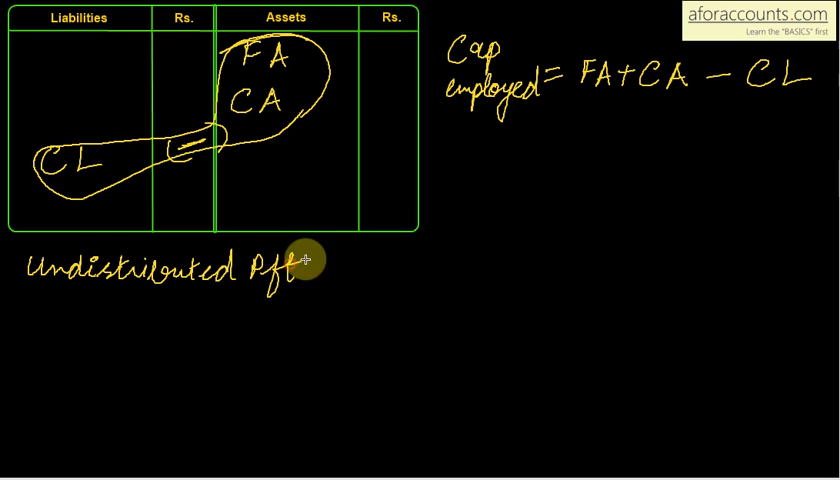 Liabilities Rs. Assets Rs.
aforaccounts.com
Learn the "BASICS" first
FA
CA
CL
(-)
Cap
employed = FA + CA - CL
Undistributed Pft